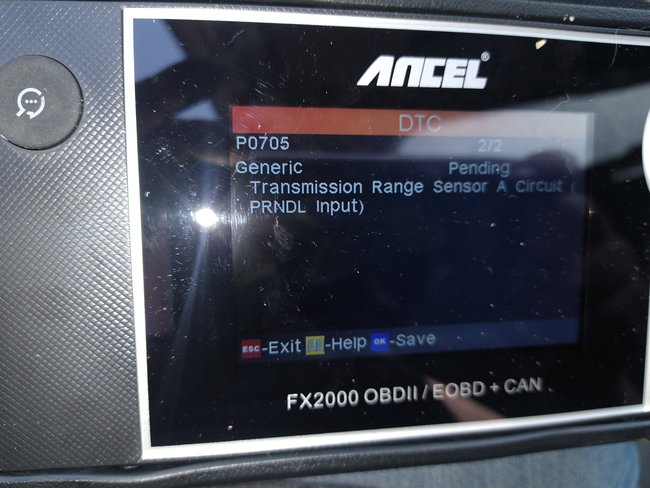 ANCEL®
DTC
P0705 2/2
Generic Pending
Transmission Range Sensor A Circuit (
PRNDL Input)
ESC-Exit -Help OK-Save
FX2000 OBDII / EOBD + CAN